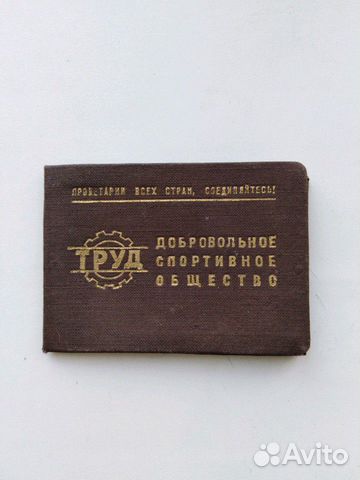 ПРОЛЕТАРИИ ВСЕХ СТРАН, СОЕДИНЯЙТЕСЬ!
ТРУД
ДОБРОВОЛЬНОЕ
СПОРТИВНОЕ
ОБЩЕСТВО
Avito